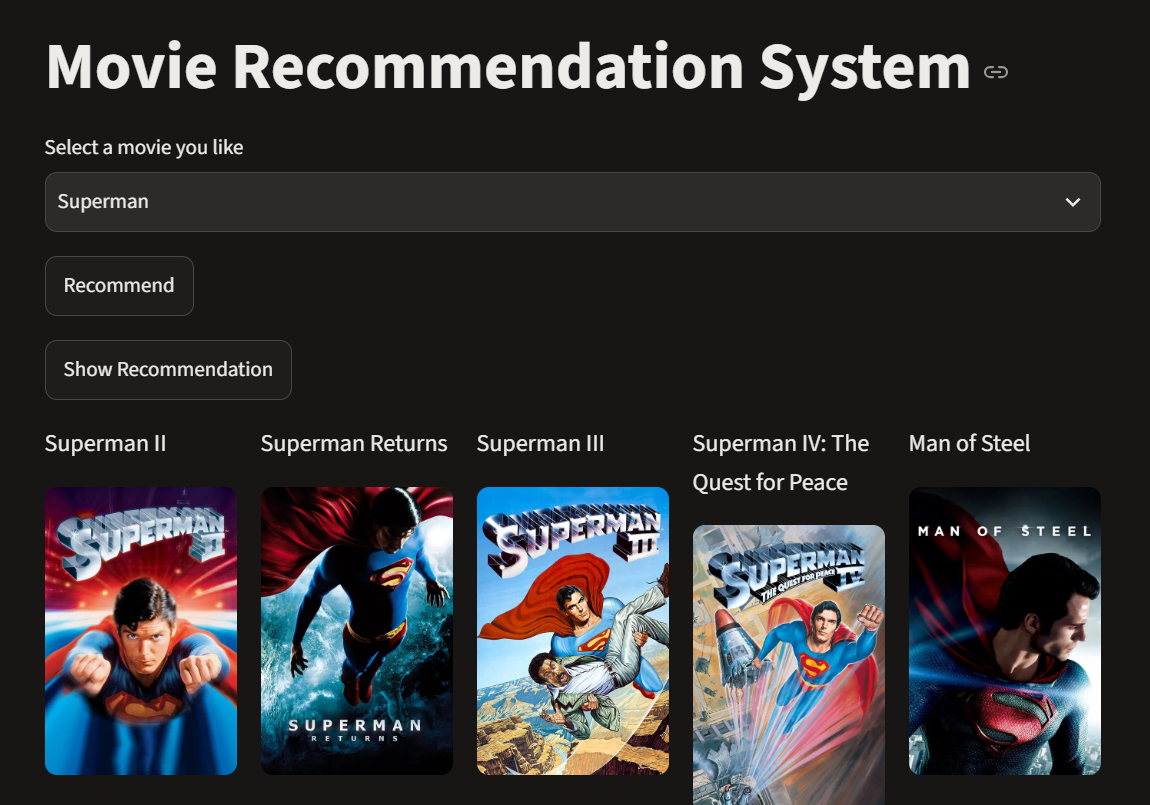 Movie Recommendation System
Select a movie you like
Superman
Recommend
Show Recommendation
Superman II
Superman Returns
Superman III
Superman IV: The
Quest for Peace
Man of Steel
SUPERMAN
II
SUPERMAN
RETURNS
SUPERMAN
III
SUPERMAN
THE QUEST FOR PEACE IV
MAN OF STEEL